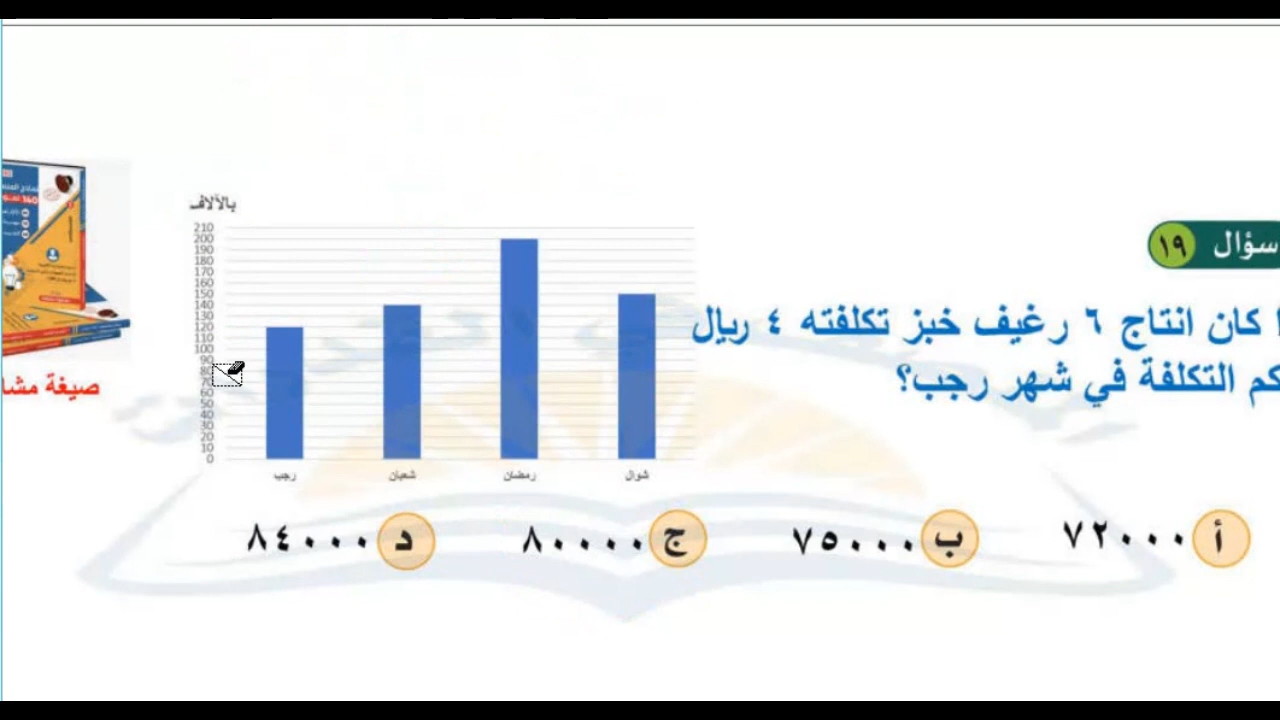 سؤال ١٩
كان انتاج ٦ رغيف خبز تكلفته ٤ ريال
كم التكلفة في شهر رجب؟
بالآلاف
210
200
190
180
170
160
150
140
130
120
110
100
90
80
70
60
50
40
30
20
10
0
رجب شعبان رمضان شوال
أ ٧٢٠٠٠
ب ٧٥٠٠٠
ج ٨٠٠٠٠
د ٨٤٠٠٠
صيغة